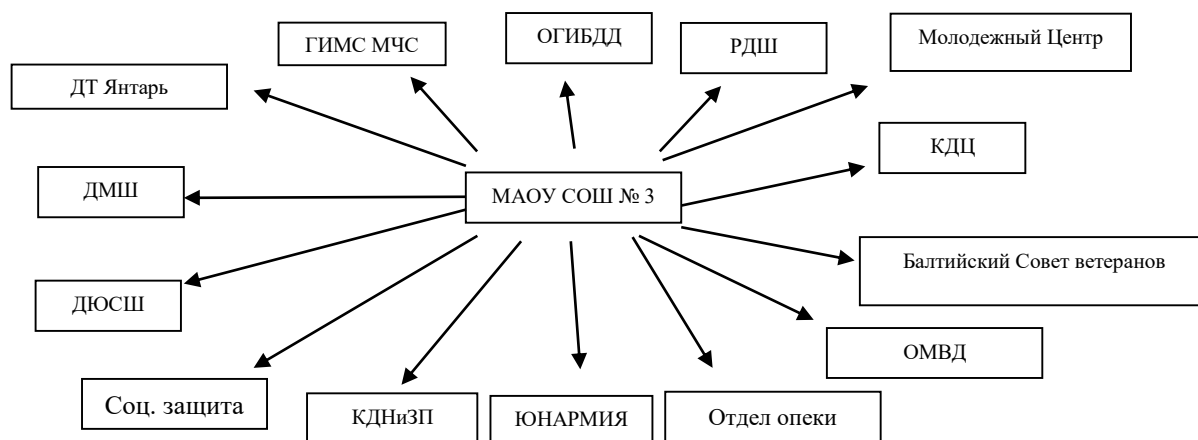 ГИМС МЧС
ОГИБДД
РДШ
Молодежный Центр
ДТ Янтарь
КДЦ
ДМШ
МАОУ СОШ № 3
Балтийский Совет ветеранов
ДЮСШ
ОМВД
Соц. защита
КДНиЗП
ЮНАРМИЯ
Отдел опеки